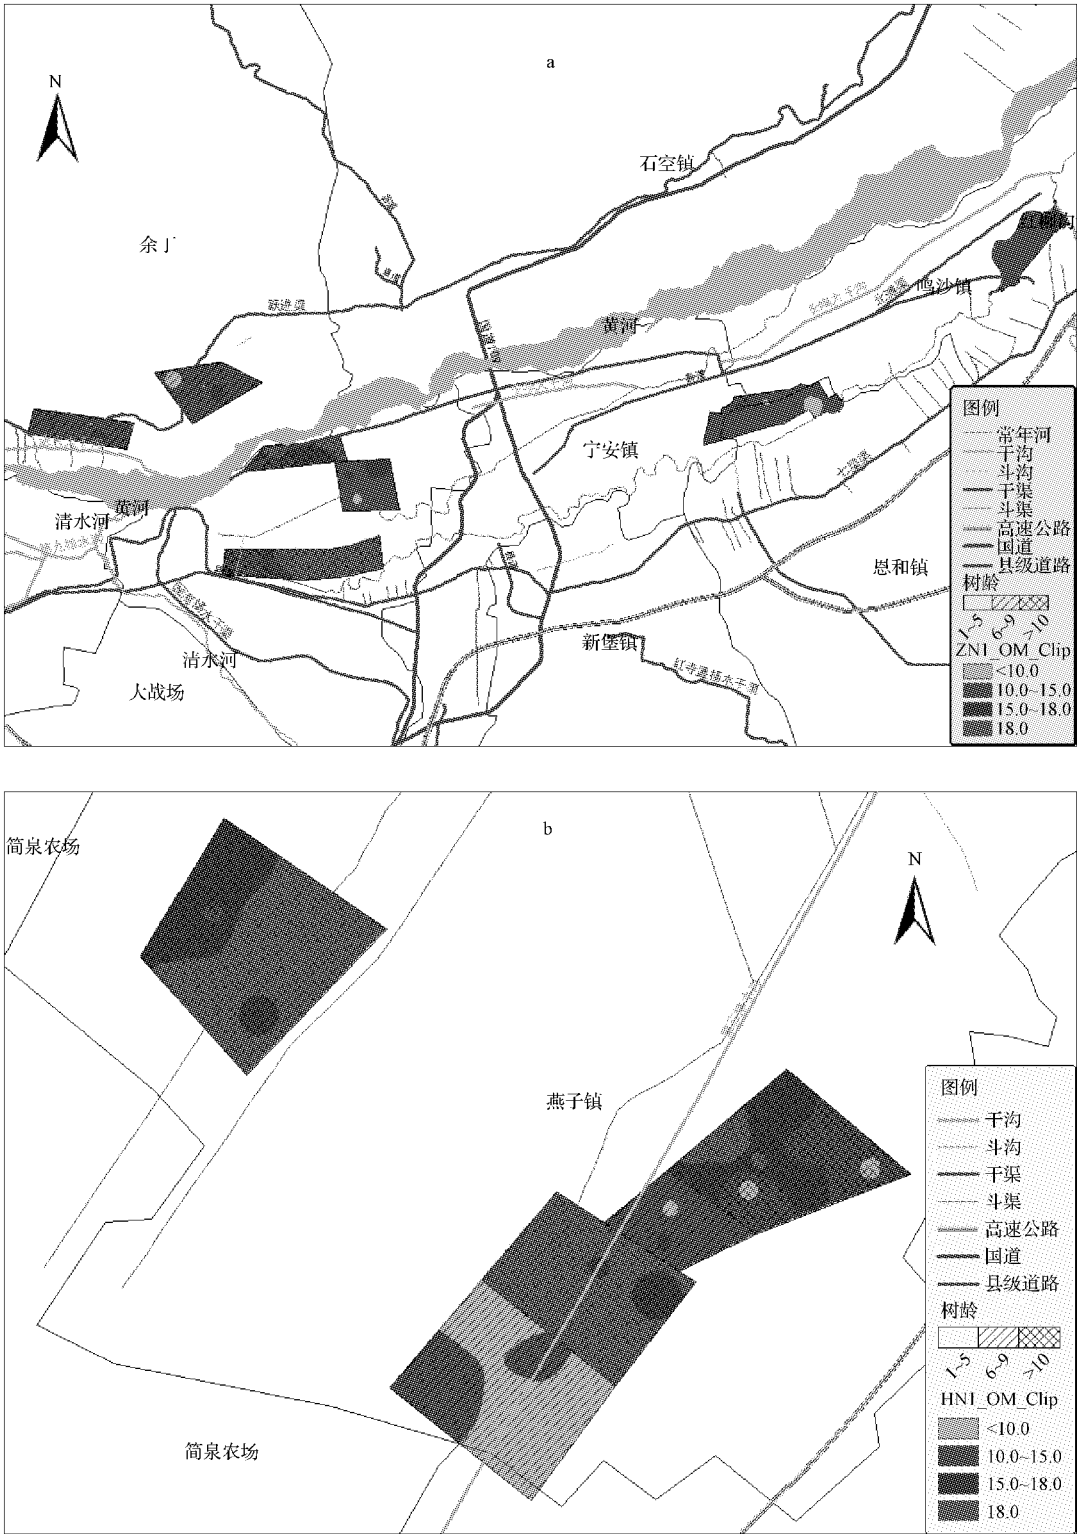 a
N
石空镇
余丁
红柳沟
鸣沙镇
跃进渠
黄河
宁安镇
七星渠
黄河
清水河
恩和镇
新堡镇
清水河
大战场
图例
常年河
干沟
斗沟
干渠
斗渠
高速公路
国道
县级道路
树龄
1~5 6~9 >10
ZN1_OM_Clip
<10.0
10.0~15.0
15.0~18.0
18.0
b
简泉农场
N
燕子镇
简泉农场
图例
干沟
斗沟
干渠
斗渠
高速公路
国道
县级道路
树龄
1~5 6~9 >10
HN1_OM_Clip
<10.0
10.0~15.0
15.0~18.0
18.0